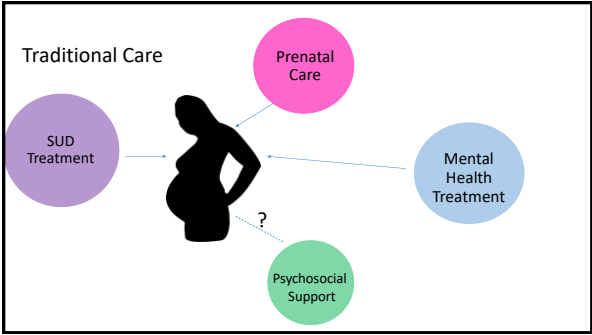 Traditional Care
Prenatal
Care
SUD
Treatment
Mental
Health
Treatment
?
Psychosocial
Support